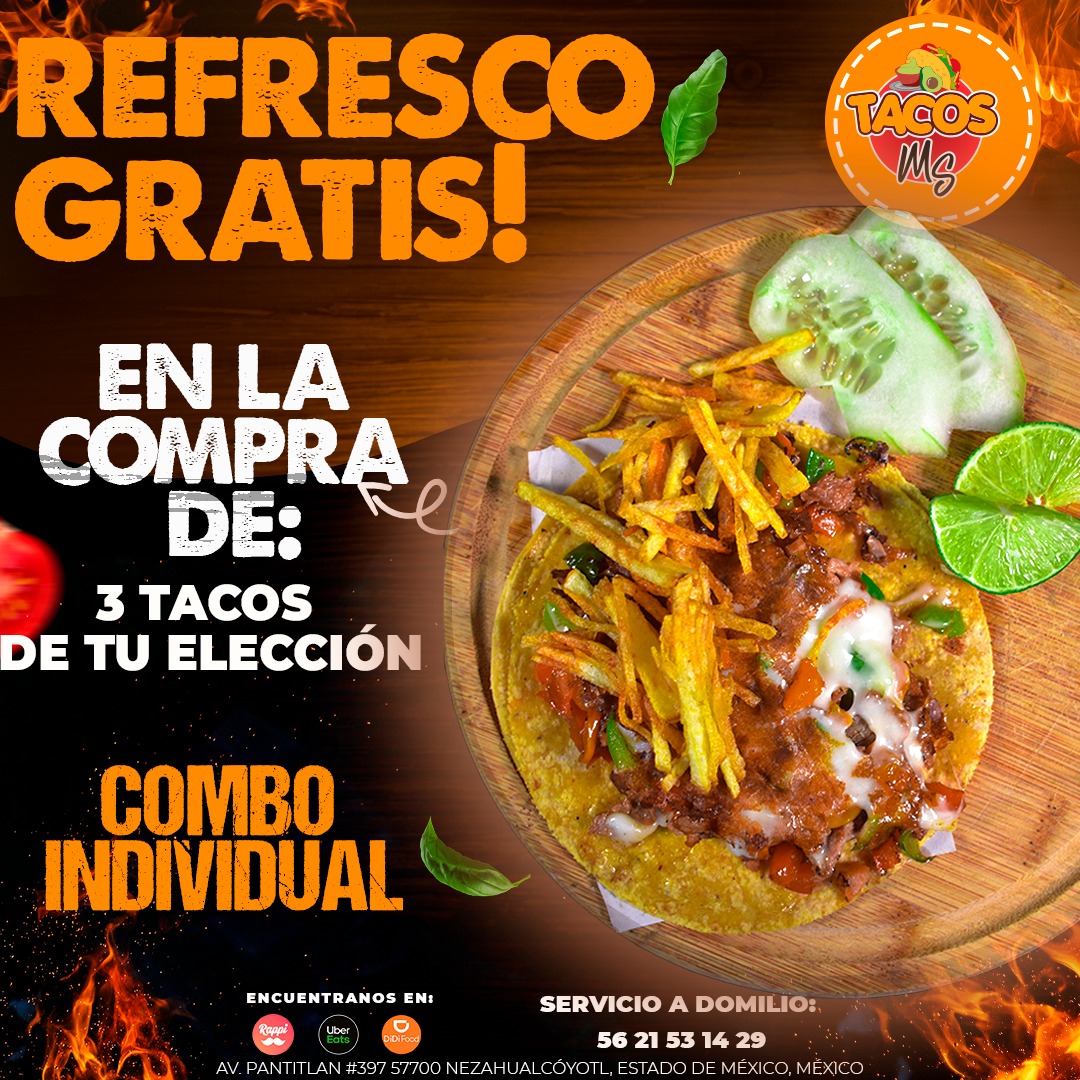 REFRESCO
GRATIS!
TACOS
MS
EN LA
COMPRA
DE:
3 TACOS
DE TU ELECCIÓN
COMBO
INDIVIDUAL
ENCUENTRANOS EN:
Rappi
Uber
Eats
DiDi Food
SERVICIO A DOMILIO:
56 21 53 14 29
AV. PANTITLAN #397 57700 NEZAHUALCÓYOTL, ESTADO DE MÉXICO, MÉXICO